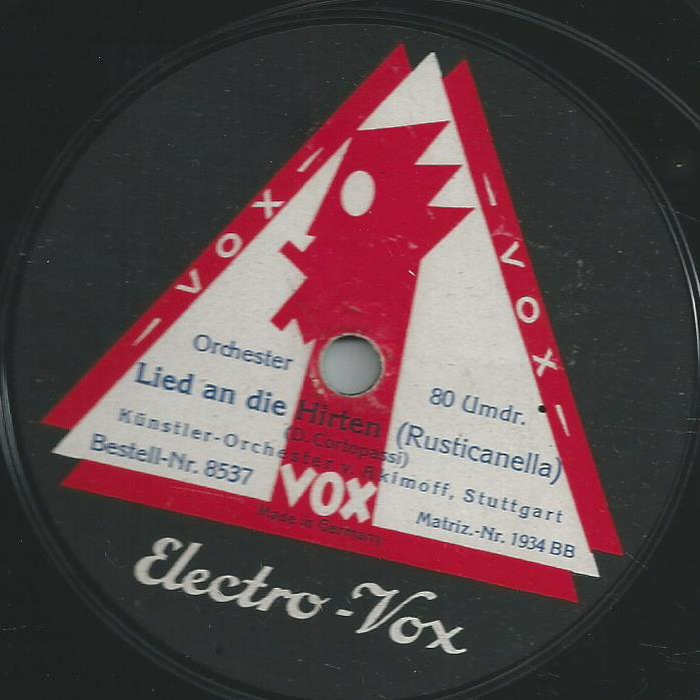 VOX
VOX
Orchester
80 Umdr.
Lied an die Hirten (Rusticanella)
(D. Cortopassi)
Künstler-Orchester v. Akimoff, Stuttgart
Bestell-Nr. 8537
VOX
Matriz.-Nr. 1934 BB
Made in Germany
Electro-Vox